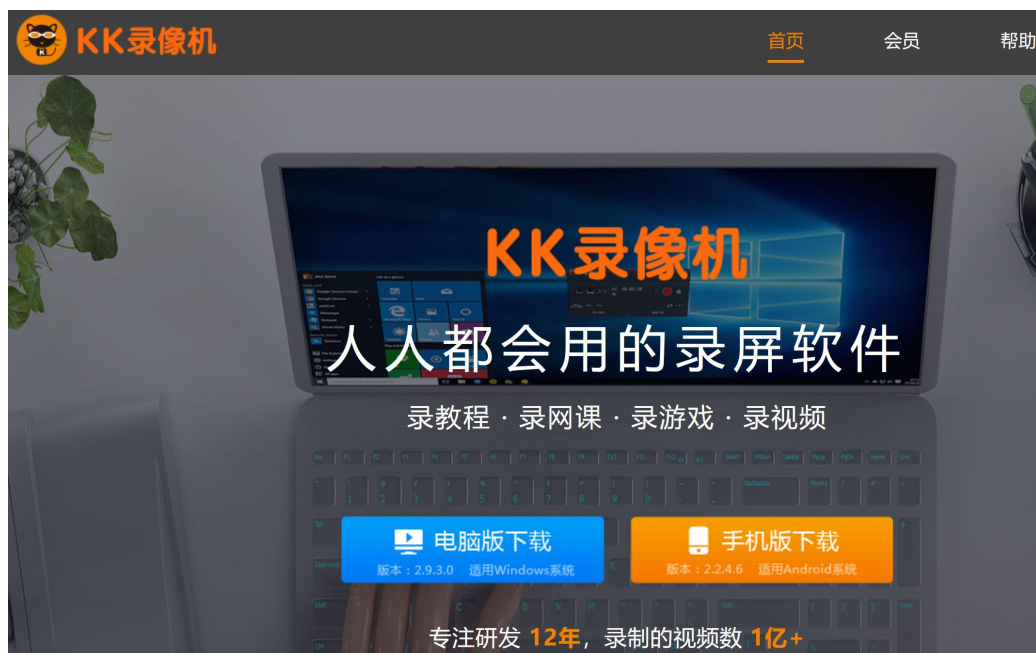 KK录像机
首页 会员 帮助
KK录像机
人人都会用的录屏软件
录教程 · 录网课 · 录游戏 · 录视频
电脑版下载
版本：2.9.3.0 适用Windows系统
手机版下载
版本：2.2.4.6 适用Android系统
专注研发 12年，录制的视频数 1亿+